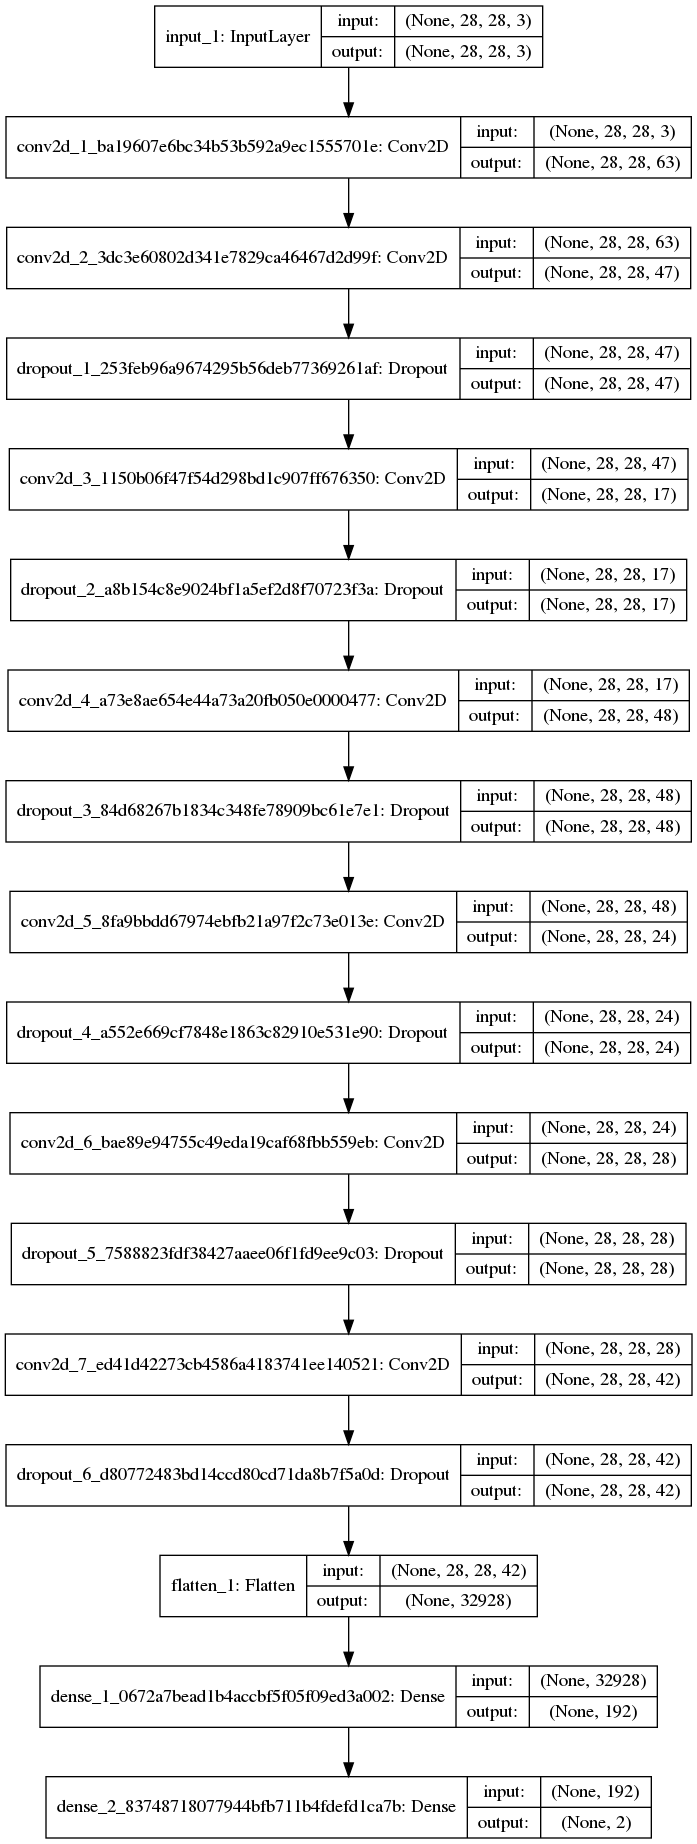 input_1: InputLayer
input: (None, 28, 28, 3)
output: (None, 28, 28, 3)
conv2d_1_ba19607e6bc34b53b592a9ec1555701e: Conv2D
input: (None, 28, 28, 3)
output: (None, 28, 28, 63)
conv2d_2_3dc3e60802d341e7829ca46467d2d99f: Conv2D
input: (None, 28, 28, 63)
output: (None, 28, 28, 47)
dropout_1_253feb96a9674295b56deb77369261af: Dropout
input: (None, 28, 28, 47)
output: (None, 28, 28, 47)
conv2d_3_1150b06f47f54d298bd1c907ff676350: Conv2D
input: (None, 28, 28, 47)
output: (None, 28, 28, 17)
dropout_2_a8b154c8e9024bf1a5ef2d8f70723f3a: Dropout
input: (None, 28, 28, 17)
output: (None, 28, 28, 17)
conv2d_4_a73e8ae654e44a73a20fb050e0000477: Conv2D
input: (None, 28, 28, 17)
output: (None, 28, 28, 48)
dropout_3_84d68267b1834c348fe78909bc61e7e1: Dropout
input: (None, 28, 28, 48)
output: (None, 28, 28, 48)
conv2d_5_8fa9bbdd67974ebfb21a97f2c73e013e: Conv2D
input: (None, 28, 28, 48)
output: (None, 28, 28, 24)
dropout_4_a552e669cf7848e1863c82910e531e90: Dropout
input: (None, 28, 28, 24)
output: (None, 28, 28, 24)
conv2d_6_bae89e94755c49eda19caf68fbb559eb: Conv2D
input: (None, 28, 28, 24)
output: (None, 28, 28, 28)
dropout_5_7588823fdf38427aaee06f1fd9ee9c03: Dropout
input: (None, 28, 28, 28)
output: (None, 28, 28, 28)
conv2d_7_ed41d42273cb4586a4183741ee140521: Conv2D
input: (None, 28, 28, 28)
output: (None, 28, 28, 42)
dropout_6_d80772483bd14ccd80cd71da8b7f5a0d: Dropout
input: (None, 28, 28, 42)
output: (None, 28, 28, 42)
flatten_1: Flatten
input: (None, 28, 28, 42)
output: (None, 32928)
dense_1_0672a7bead1b4accbf5f05f09ed3a002: Dense
input: (None, 32928)
output: (None, 192)
dense_2_83748718077944bfb711b4fdefd1ca7b: Dense
input: (None, 192)
output: (None, 2)